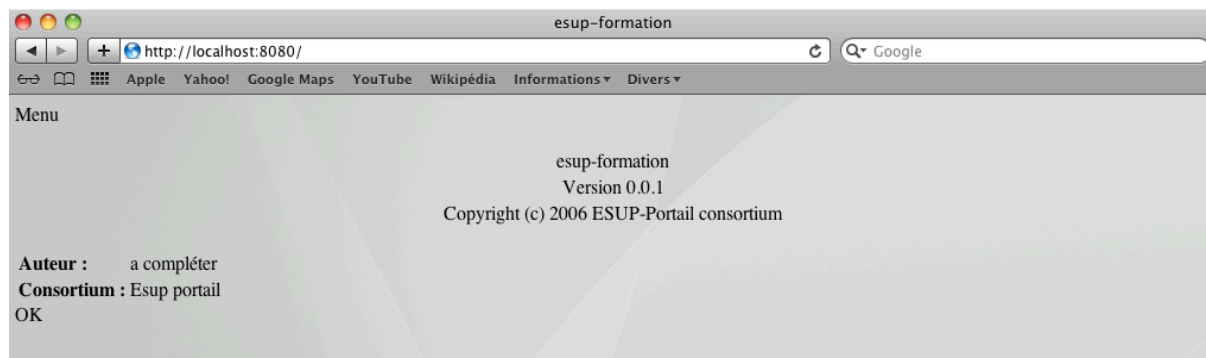 esup-formation
http://localhost:8080/
Google
Apple Yahoo! Google Maps YouTube Wikipédia Informations Divers
Menu
esup-formation
Version 0.0.1
Copyright (c) 2006 ESUP-Portail consortium
Auteur : a compléter
Consortium : Esup portail
OK